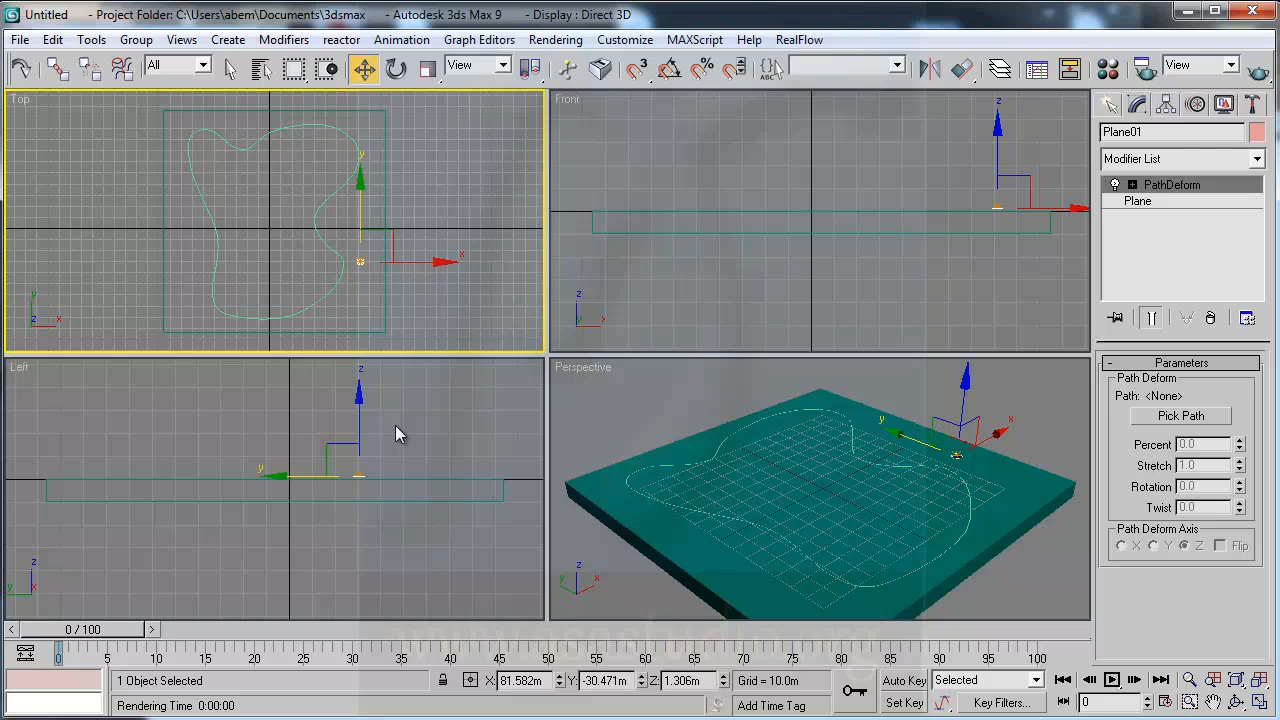 Untitled - Project Folder: C:\Users\abem\Documents\3dsmax - Autodesk 3ds Max 9 - Display : Direct 3D
File Edit Tools Group Views Create Modifiers reactor Animation Graph Editors Rendering Customize MAXScript Help RealFlow
All View 3 % ABC View
Top
y
x
y
z x
Front
z
x
z
x
Plane01
Modifier List
PathDeform
Plane
Left
z
y
z
y x
Perspective
z
y x
z
y x
Parameters
Path Deform
Path: <None>
Pick Path
Percent 0.0
Stretch 1.0
Rotation 0.0
Twist 0.0
Path Deform Axis
X Y Z Flip
0 / 100
0 5 10 15 20 25 30 35 40 45 50 55 60 65 70 75 80 85 90 95 100
1 Object Selected X: 81.582m Y: -30.471m Z: 1.306m Grid = 10.0m Auto Key Selected
Rendering Time 0:00:00 Add Time Tag Set Key Key Filters... 0